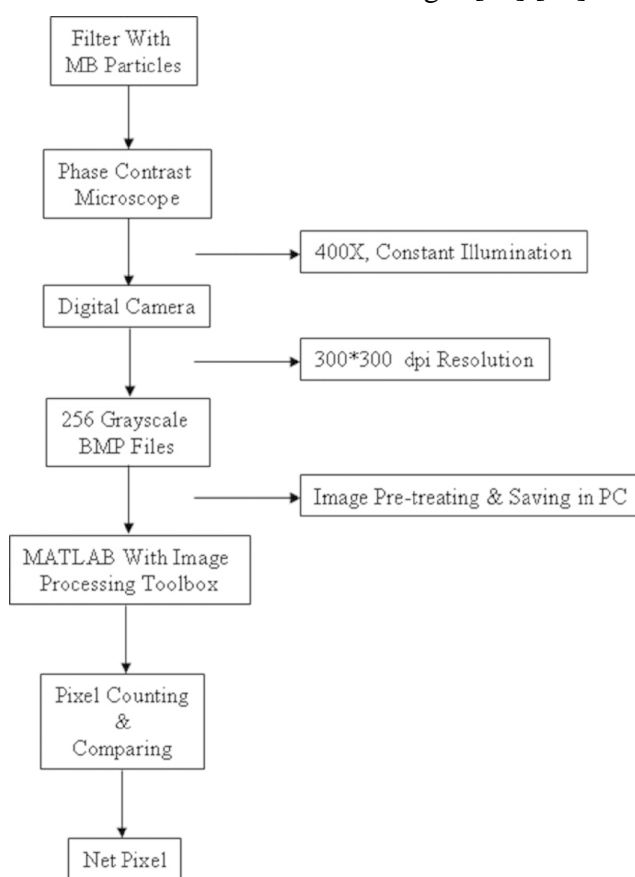 Filter With
MB Particles
Phase Contrast
Microscope
400X, Constant Illumination
Digital Camera
300*300 dpi Resolution
256 Grayscale
BMP Files
Image Pre-treating & Saving in PC
MATLAB With Image
Processing Toolbox
Pixel Counting
&
Comparing
Net Pixel